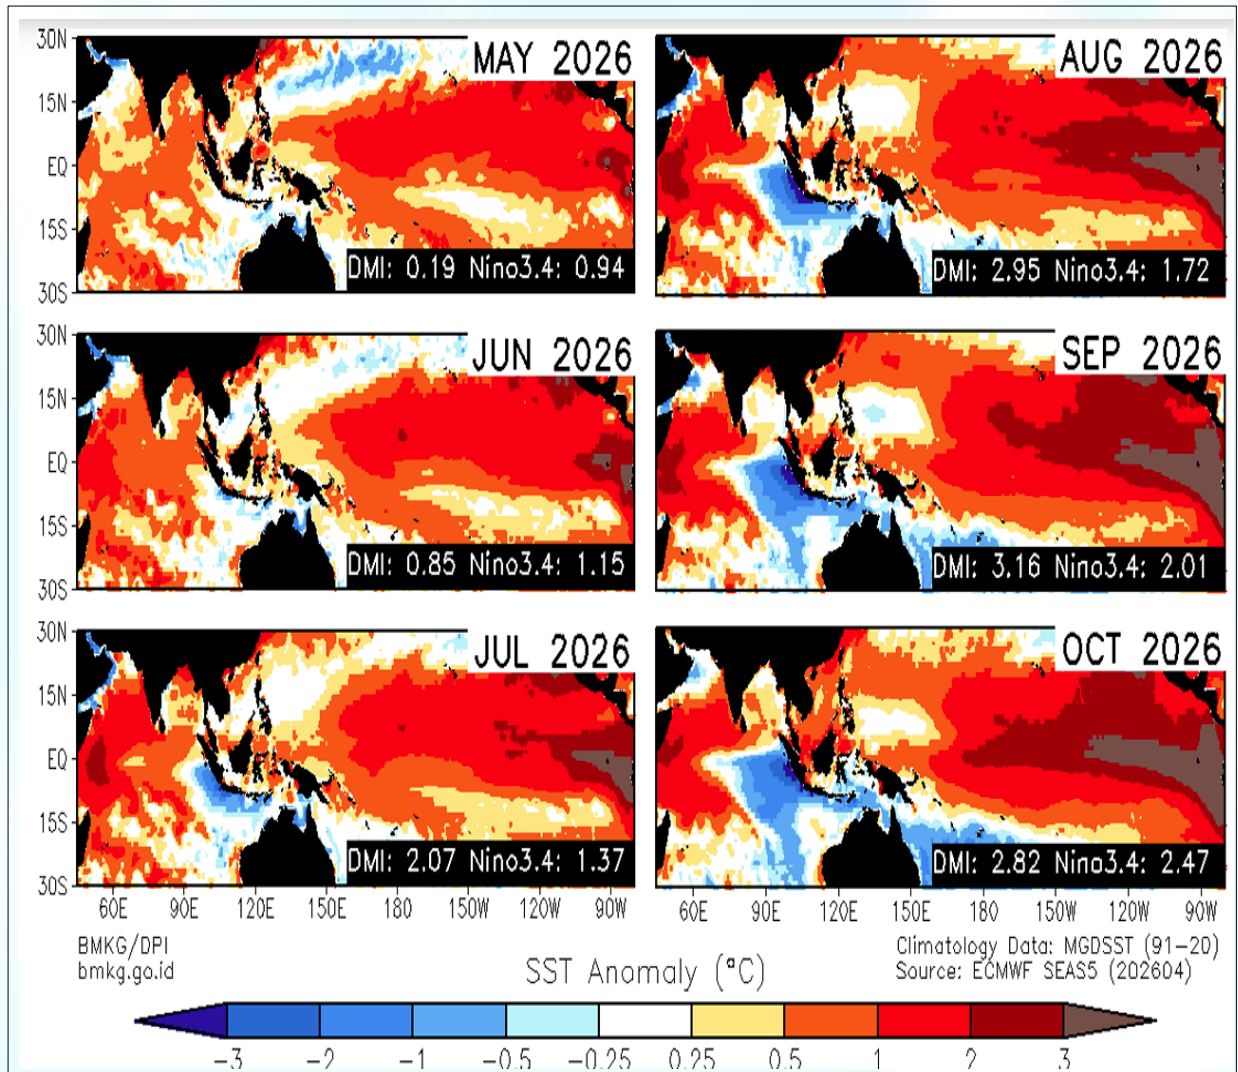 30N
15N
EQ
15S
30S
MAY 2026
DMI: 0.19 Nino3.4: 0.94
AUG 2026
DMI: 2.95 Nino3.4: 1.72
30N
15N
EQ
15S
30S
JUN 2026
DMI: 0.85 Nino3.4: 1.15
SEP 2026
DMI: 3.16 Nino3.4: 2.01
30N
15N
EQ
15S
30S
JUL 2026
DMI: 2.07 Nino3.4: 1.37
OCT 2026
DMI: 2.82 Nino3.4: 2.47
60E 90E 120E 150E 180 150W 120W 90W
60E 90E 120E 150E 180 150W 120W 90W
BMKG/DPI
bmkg.go.id
Climatology Data: MGDSST (91-20)
Source: ECMWF SEAS5 (202604)
SST Anomaly (°C)
-3 -2 -1 -0.5 -0.25 0.25 0.5 1 2 3